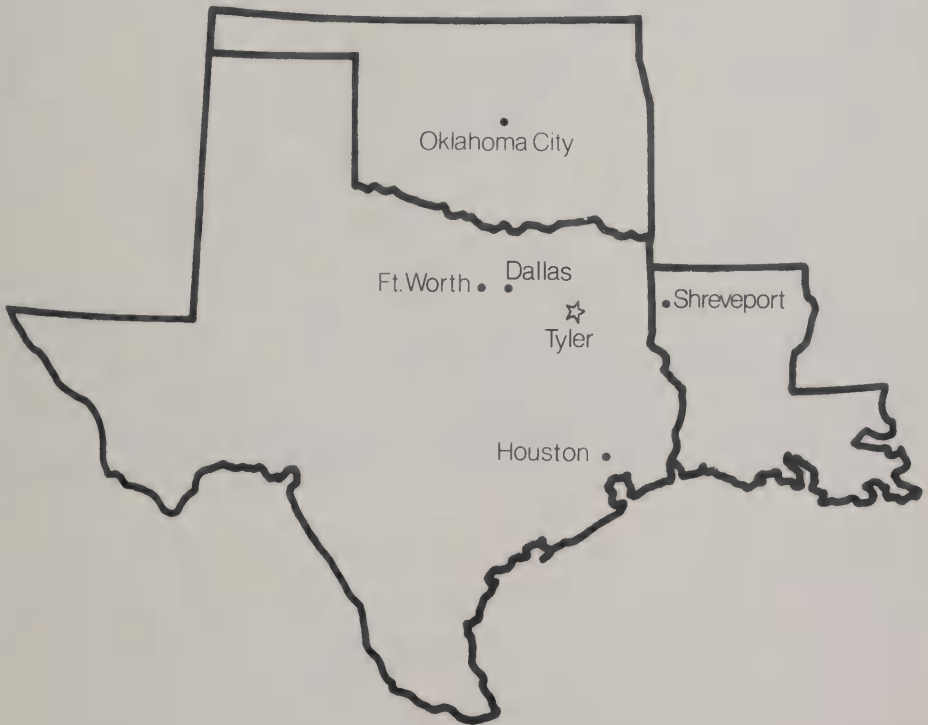 Oklahoma City
Dallas
Ft. Worth
Shreveport
Tyler
Houston